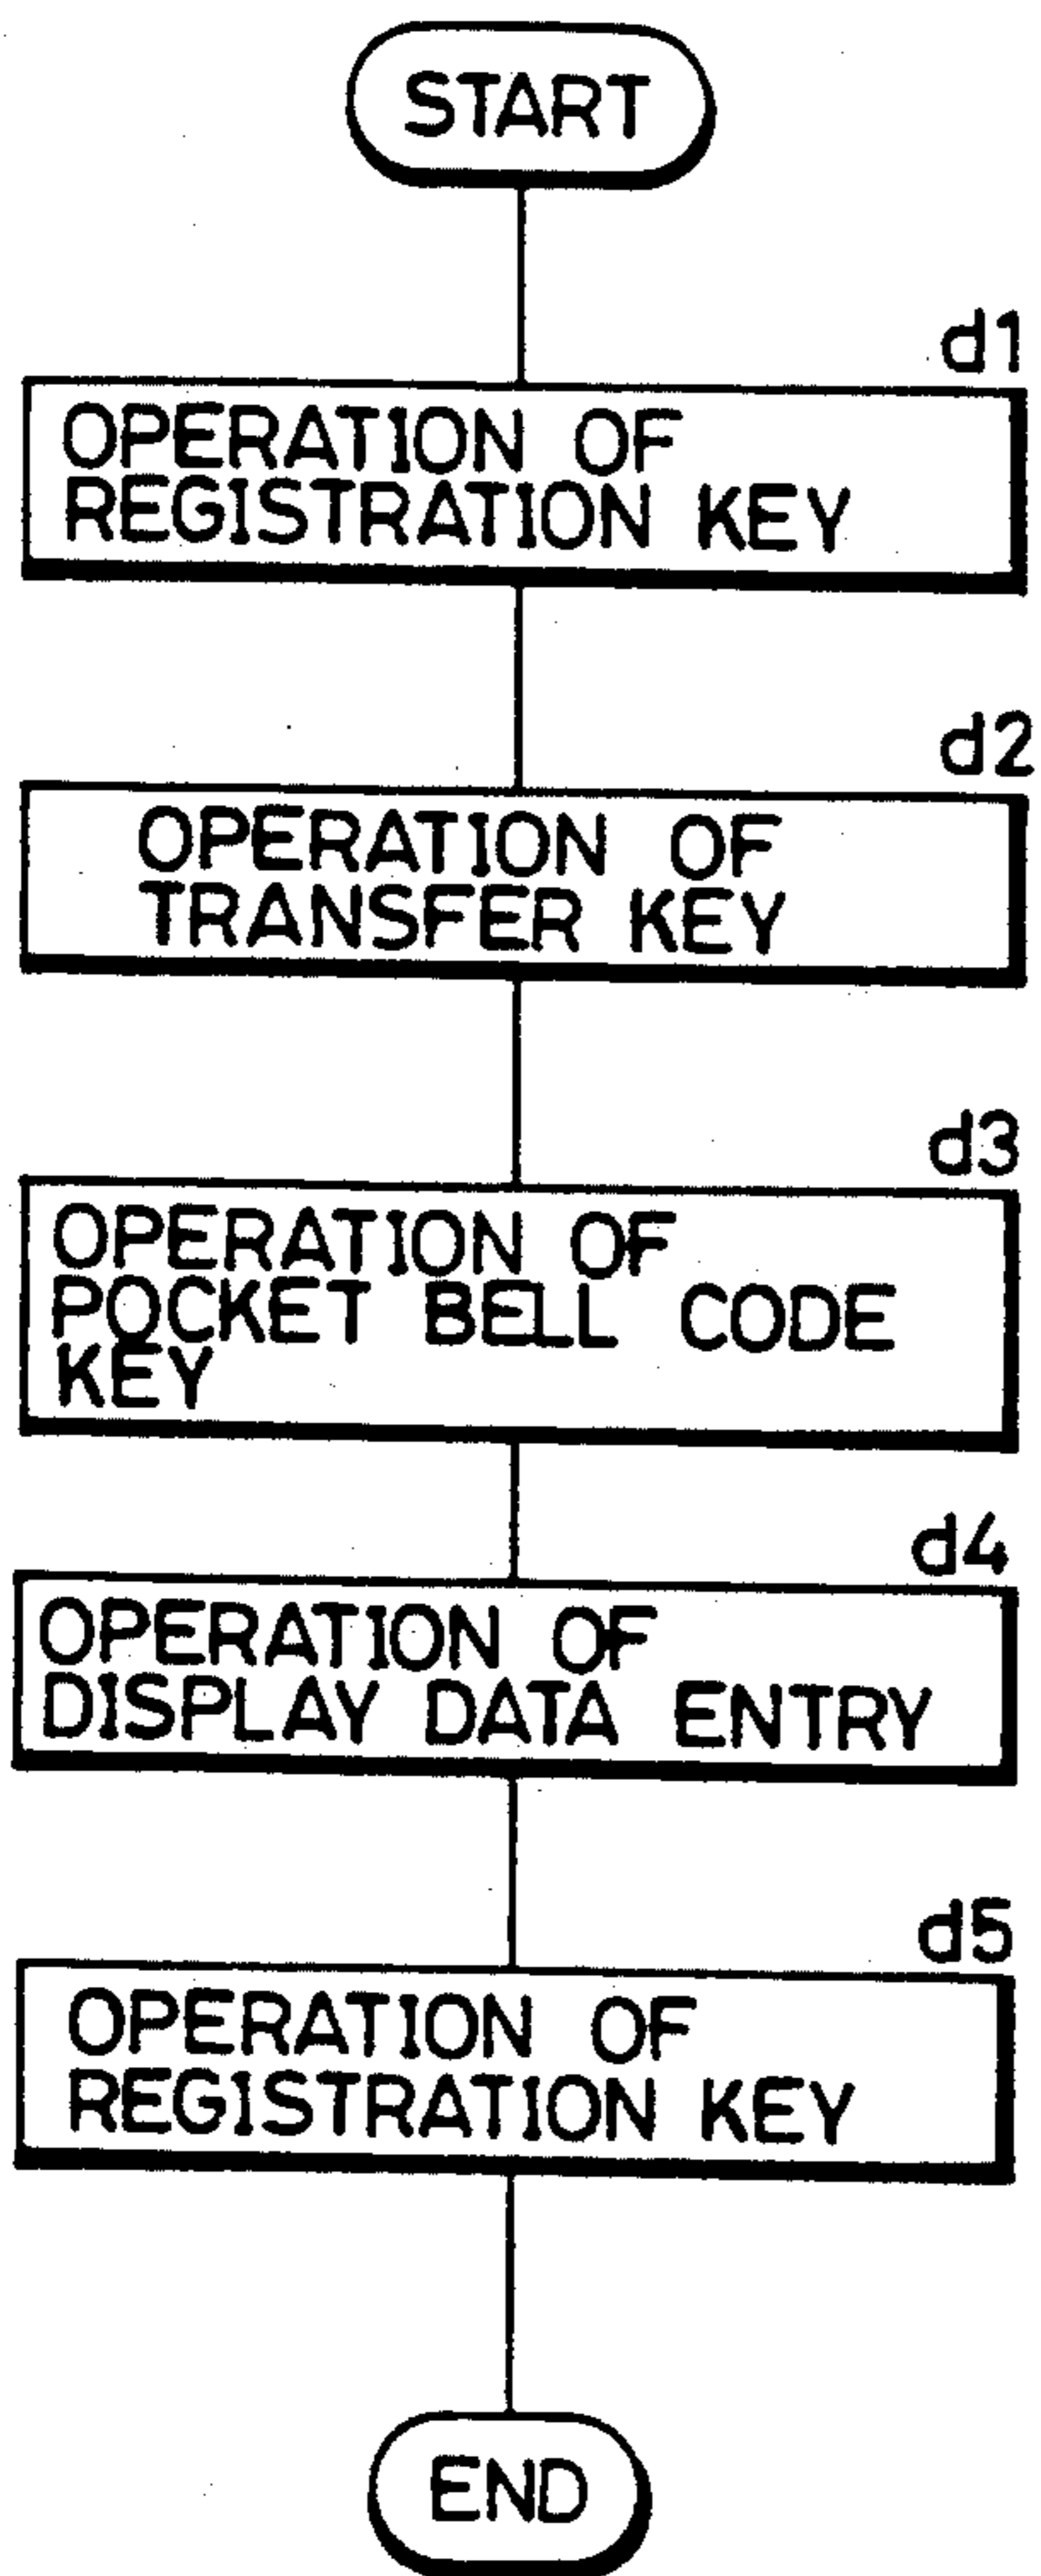 START
d1
OPERATION OF
REGISTRATION KEY
d2
OPERATION OF
TRANSFER KEY
d3
OPERATION OF
POCKET BELL CODE
KEY
d4
OPERATION OF
DISPLAY DATA ENTRY
d5
OPERATION OF
REGISTRATION KEY
END